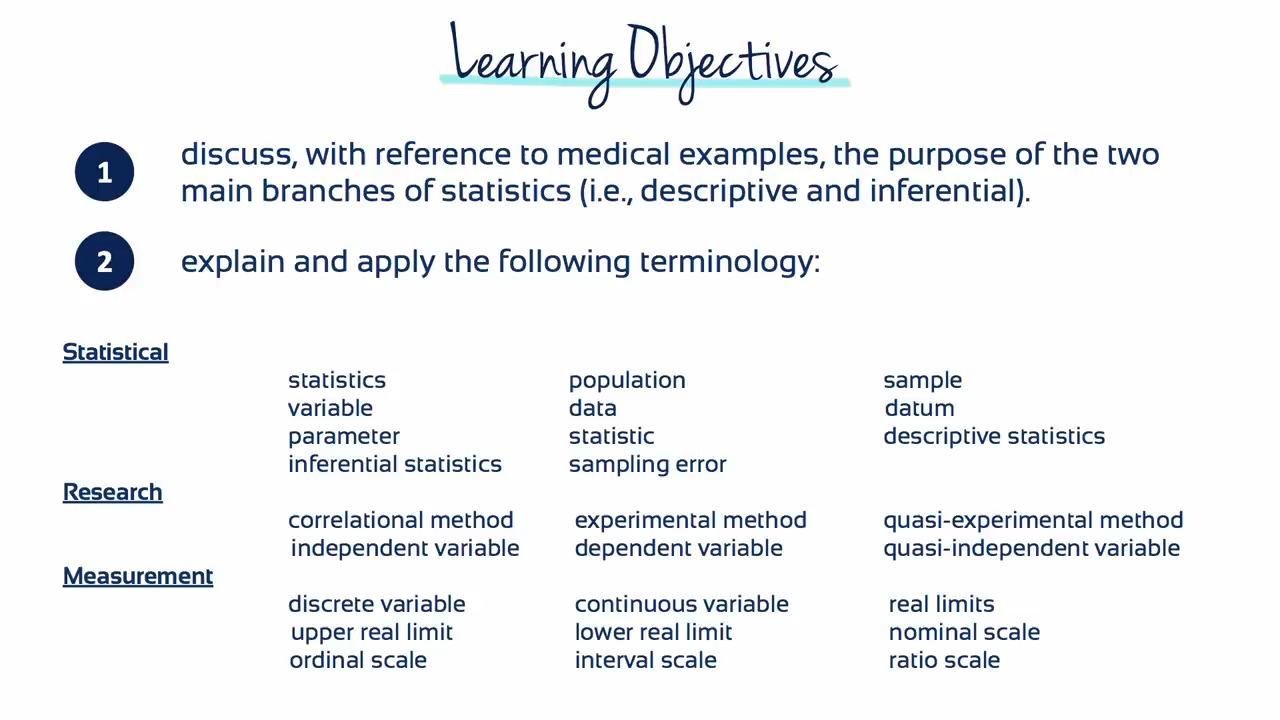 Learning Objectives
1 discuss, with reference to medical examples, the purpose of the two
main branches of statistics (i.e., descriptive and inferential).
2 explain and apply the following terminology:
Statistical
statistics population sample
variable data datum
parameter statistic descriptive statistics
inferential statistics sampling error
Research
correlational method experimental method quasi-experimental method
independent variable dependent variable quasi-independent variable
Measurement
discrete variable continuous variable real limits
upper real limit lower real limit nominal scale
ordinal scale interval scale ratio scale